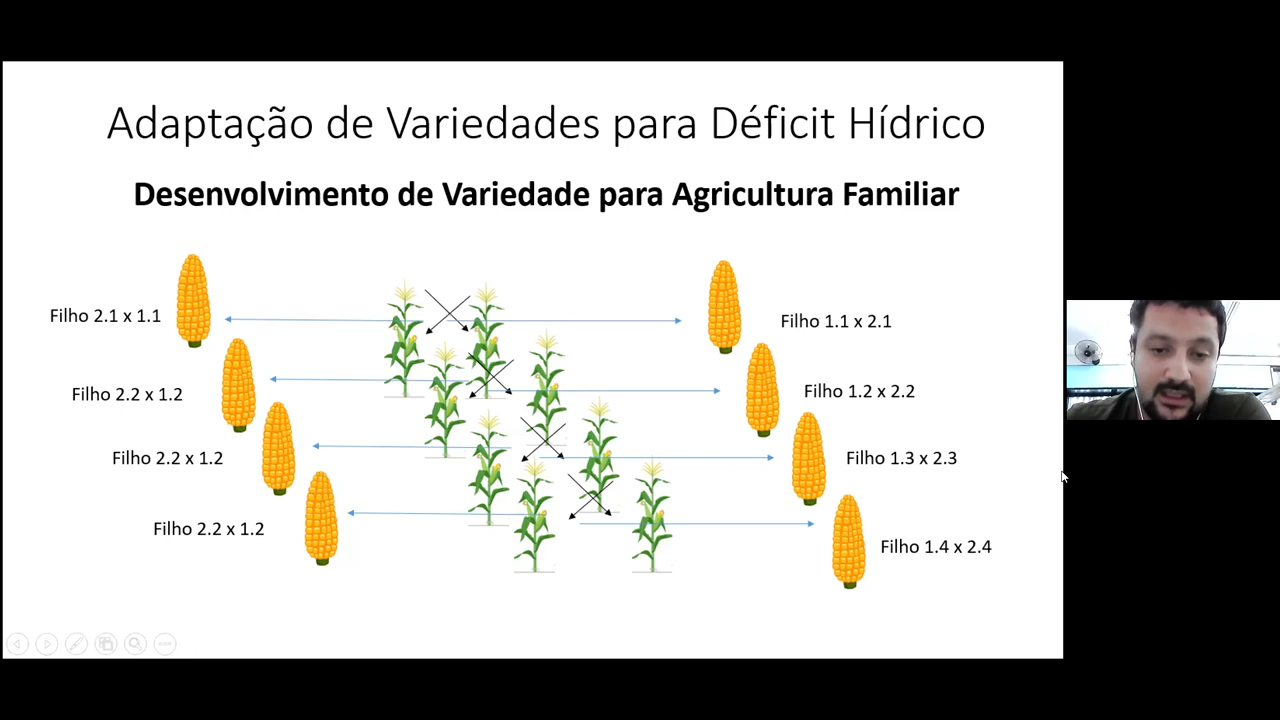 Adaptação de Variedades para Déficit Hídrico
Desenvolvimento de Variedade para Agricultura Familiar
Filho 2.1 x 1.1
Filho 1.1 x 2.1
Filho 2.2 x 1.2
Filho 1.2 x 2.2
Filho 2.2 x 1.2
Filho 1.3 x 2.3
Filho 2.2 x 1.2
Filho 1.4 x 2.4